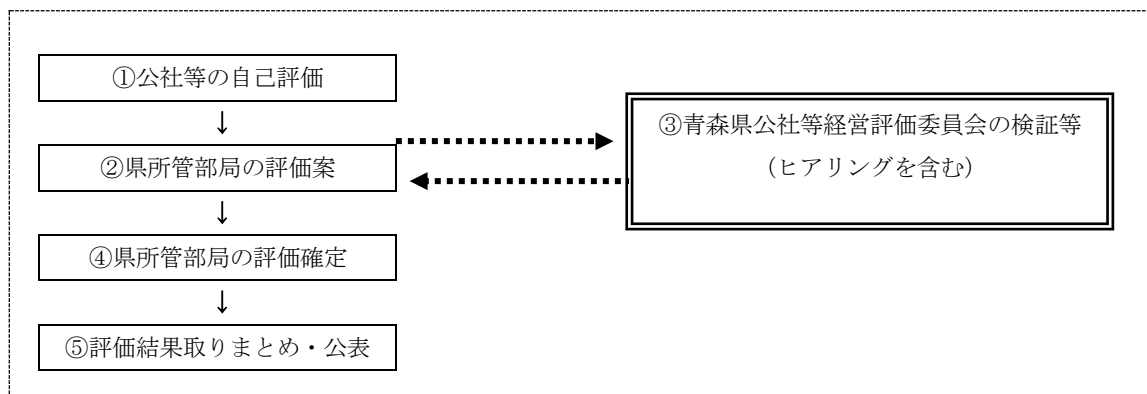 ①公社等の自己評価
↓
②県所管部局の評価案
③青森県公社等経営評価委員会の検証等
（ヒアリングを含む）
↓
④県所管部局の評価確定
↓
⑤評価結果取りまとめ・公表